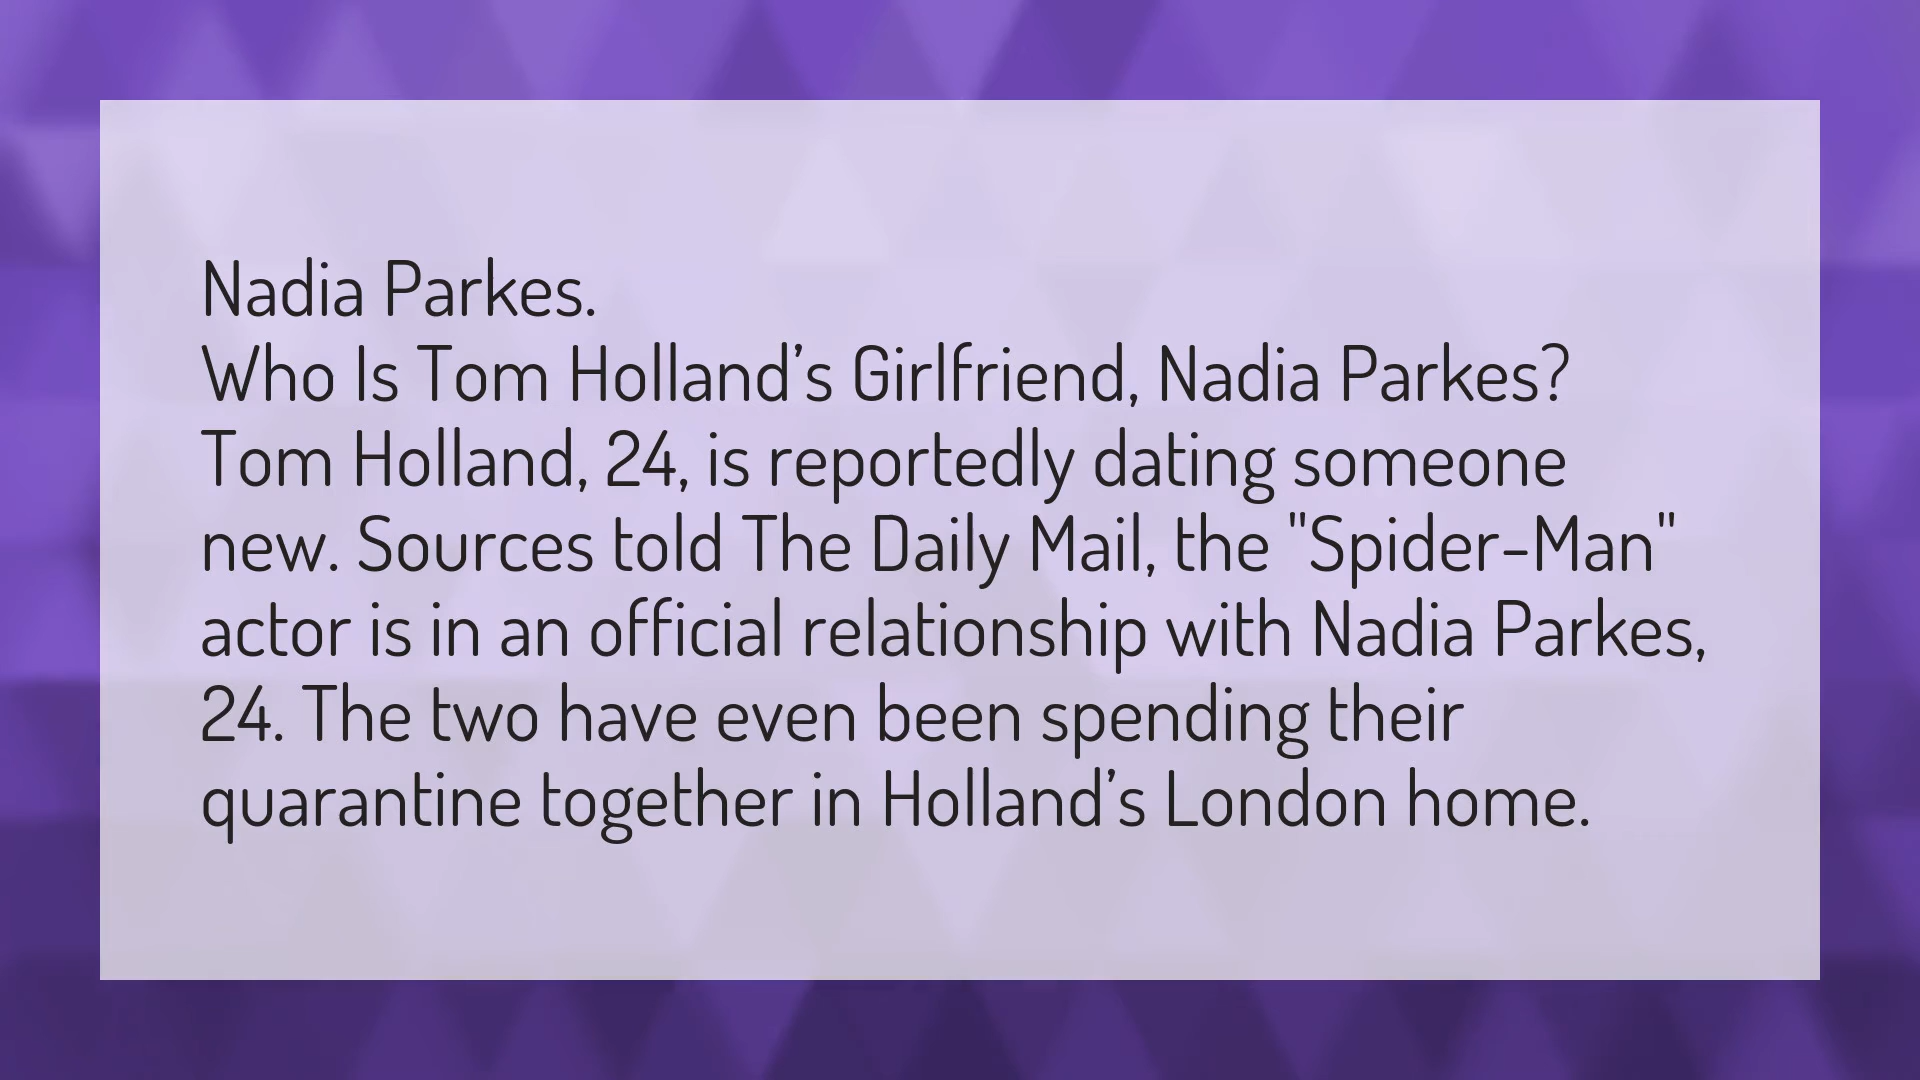 Nadia Parkes.
Who Is Tom Holland’s Girlfriend, Nadia Parkes?
Tom Holland, 24, is reportedly dating someone
new. Sources told The Daily Mail, the "Spider-Man"
actor is in an official relationship with Nadia Parkes,
24. The two have even been spending their
quarantine together in Holland’s London home.